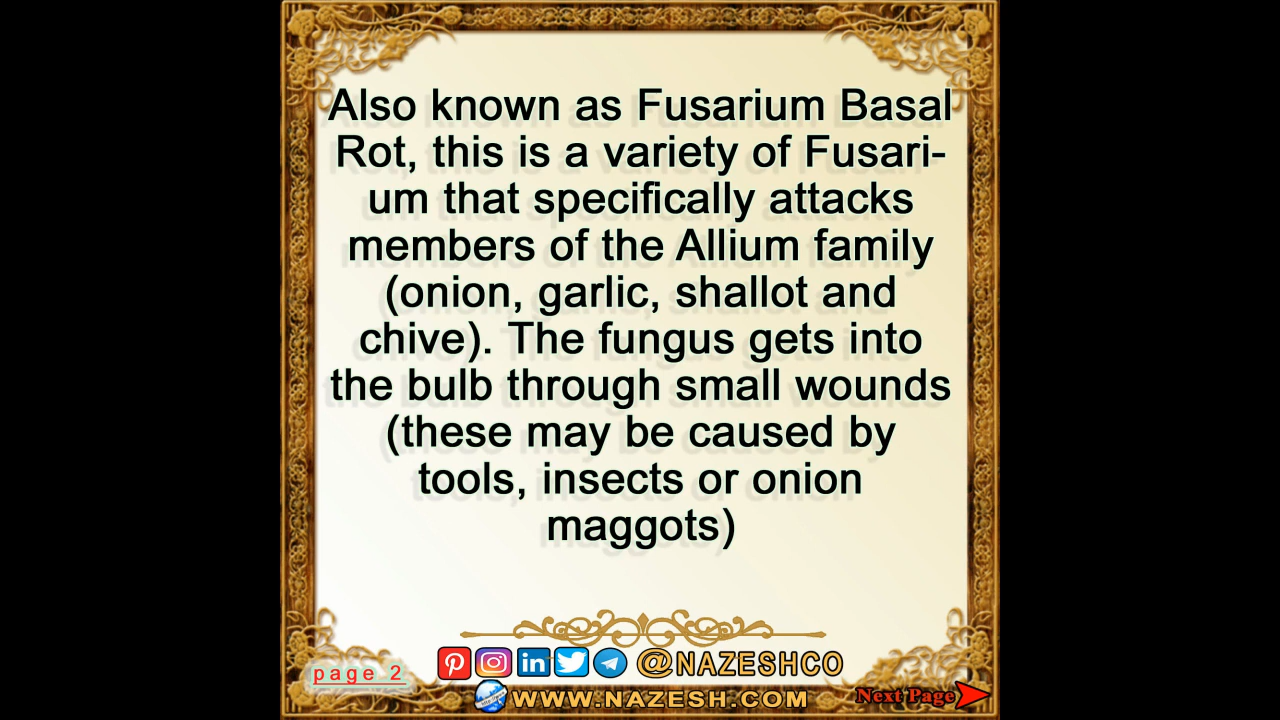 Also known as Fusarium Basal
Rot, this is a variety of Fusari-
um that specifically attacks
members of the Allium family
(onion, garlic, shallot and
chive). The fungus gets into
the bulb through small wounds
(these may be caused by
tools, insects or onion
maggots)
@NAZESHCO
page 2
WWW.NAZESH.COM
Next Page